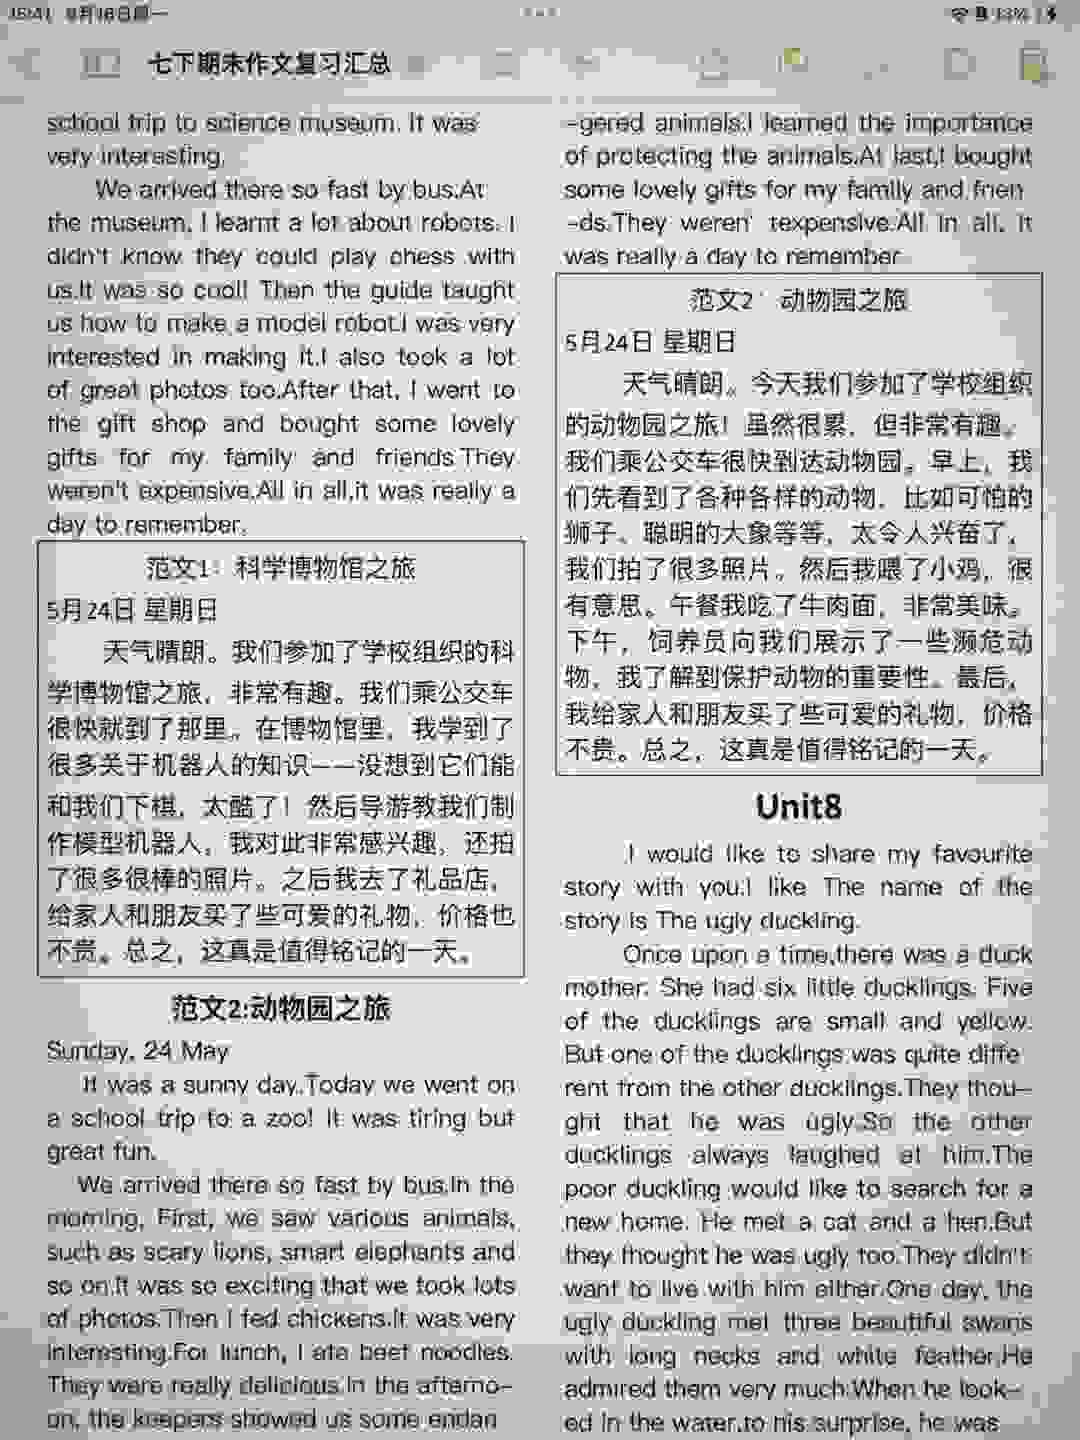 15:41 6月16日周一
13%
七下期末作文复习汇总
school trip to science museum. It was
very interesting.
We arrived there so fast by bus.At
the museum, I learnt a lot about robots. I
didn't know they could play chess with
us.It was so cool! Then the guide taught
us how to make a model robot.I was very
interested in making it.I also took a lot
of great photos too.After that, I went to
the gift shop and bought some lovely
gifts for my family and friends.They
weren't expensive.All in all,it was really a
day to remember.
范文1：科学博物馆之旅
5月24日 星期日
天气晴朗。我们参加了学校组织的科
学博物馆之旅，非常有趣。我们乘公交车
很快就到了那里。在博物馆里，我学到了
很多关于机器人的知识——没想到它们能
和我们下棋，太酷了！然后导游教我们制
作模型机器人，我对此非常感兴趣，还拍
了很多很棒的照片。之后我去了礼品店，
给家人和朋友买了些可爱的礼物，价格也
不贵。总之，这真是值得铭记的一天。
范文2:动物园之旅
Sunday, 24 May
It was a sunny day.Today we went on
a school trip to a zoo! It was tiring but
great fun.
We arrived there so fast by bus.In the
morning, First, we saw various animals,
such as scary lions, smart elephants and
so on.It was so exciting that we took lots
of photos.Then I fed chickens.It was very
interesting.For lunch, I ate beef noodles.
They were really delicious.In the afterno-
on, the keepers showed us some endan
-gered animals.I learned the importance
of protecting the animals.At last,I bought
some lovely gifts for my family and frien
-ds.They weren' texpensive.All in all, it
was really a day to remember
范文2： 动物园之旅
5月24日 星期日
天气晴朗。今天我们参加了学校组织
的动物园之旅！虽然很累，但非常有趣。
我们乘公交车很快到达动物园。早上，我
们先看到了各种各样的动物，比如可怕的
狮子、聪明的大象等等，太令人兴奋了，
我们拍了很多照片。然后我喂了小鸡，很
有意思。午餐我吃了牛肉面，非常美味。
下午，饲养员向我们展示了一些濒危动
物，我了解到保护动物的重要性。最后，
我给家人和朋友买了些可爱的礼物，价格
不贵。总之，这真是值得铭记的一天。
Unit8
I would like to share my favourite
story with you.I like The name of the
story is The ugly duckling.
Once upon a time,there was a duck
mother. She had six little ducklings. Five
of the ducklings are small and yellow.
But one of the ducklings was quite diffe
rent from the other ducklings.They thou-
ght that he was ugly.So the other
ducklings always laughed at him.The
poor duckling would like to search for a
new home. He met a cat and a hen.But
they thought he was ugly too.They didn't
want to live with him either.One day, the
ugly duckling met three beautiful swans
with long necks and white feather.He
admired them very much.When he look-
ed in the water,to his surprise, he was